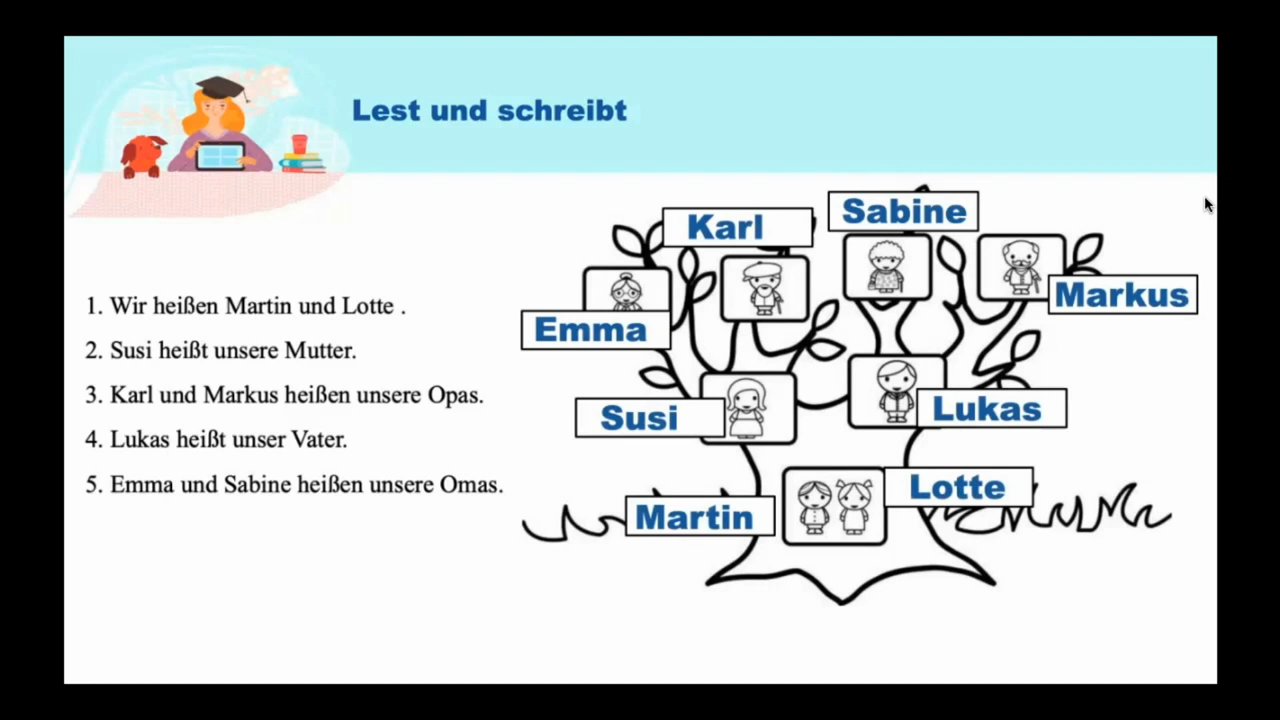 Lest und schreibt
1. Wir heißen Martin und Lotte .
2. Susi heißt unsere Mutter.
3. Karl und Markus heißen unsere Opas.
4. Lukas heißt unser Vater.
5. Emma und Sabine heißen unsere Omas.
Karl
Sabine
Emma
Markus
Susi
Lukas
Martin
Lotte